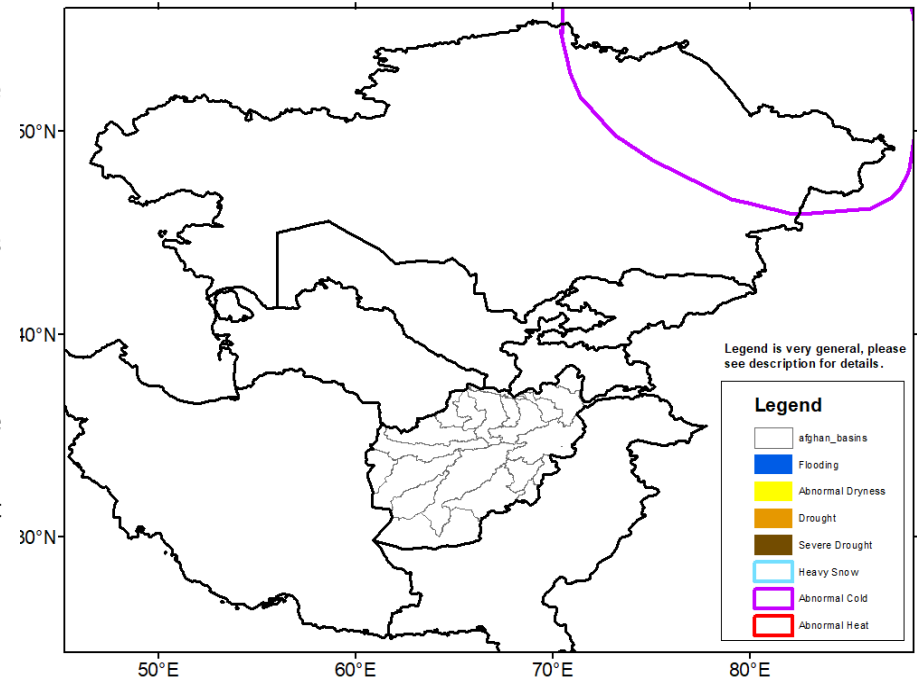 50°N
40°N
30°N
50°E
60°E
70°E
80°E
Legend is very general, please
see description for details.
Legend
afghan_basins
Flooding
Abnormal Dryness
Drought
Severe Drought
Heavy Snow
Abnormal Cold
Abnormal Heat